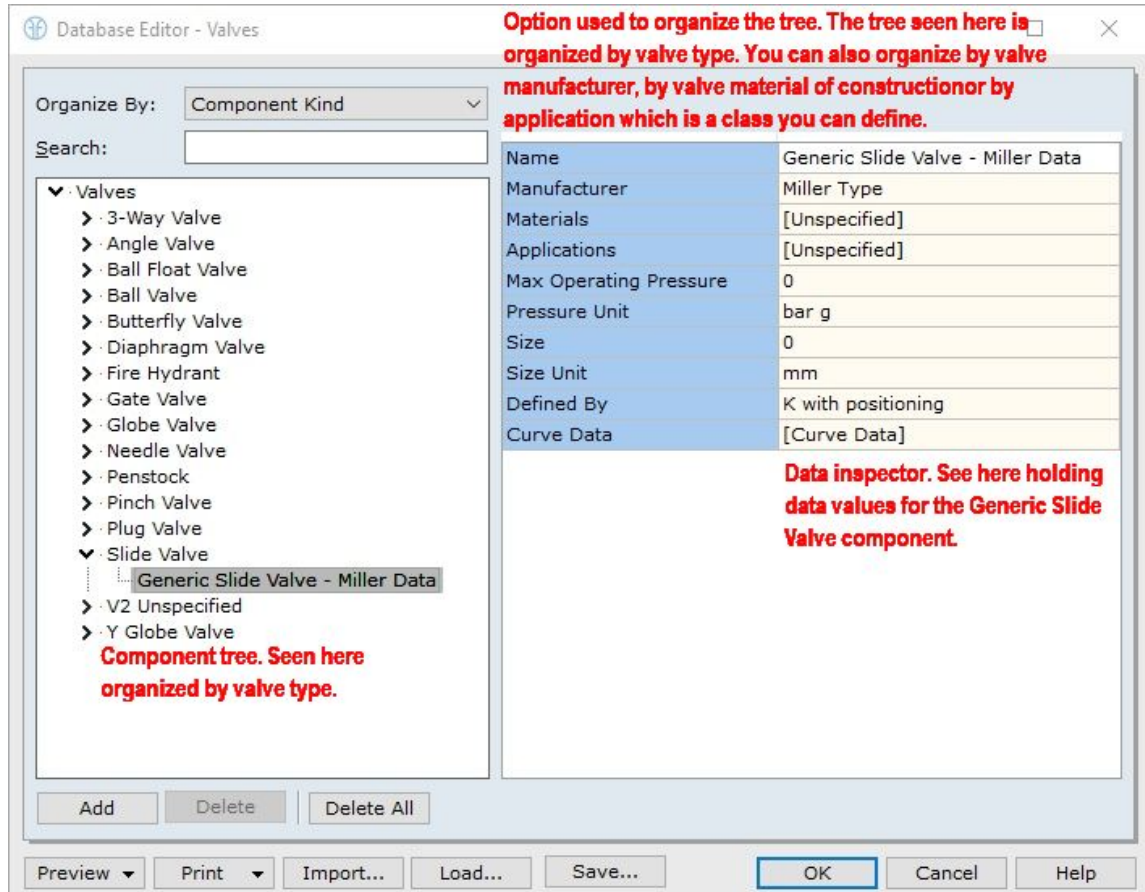 Database Editor - Valves
Option used to organize the tree. The tree seen here is
organized by valve type. You can also organize by valve
manufacturer, by valve material of constructionor by
application which is a class you can define.
Organize By:
Component Kind
Search:
Valves
3-Way Valve
Angle Valve
Ball Float Valve
Ball Valve
Butterfly Valve
Diaphragm Valve
Fire Hydrant
Gate Valve
Globe Valve
Needle Valve
Penstock
Pinch Valve
Plug Valve
Slide Valve
Generic Slide Valve - Miller Data
V2 Unspecified
Y Globe Valve
Component tree. Seen here
organized by valve type.
Name Generic Slide Valve - Miller Data
Manufacturer Miller Type
Materials [Unspecified]
Applications [Unspecified]
Max Operating Pressure 0
Pressure Unit bar g
Size 0
Size Unit mm
Defined By K with positioning
Curve Data [Curve Data]
Data inspector. See here holding
data values for the Generic Slide
Valve component.
Add Delete Delete All
Preview Print Import... Load... Save... OK Cancel Help